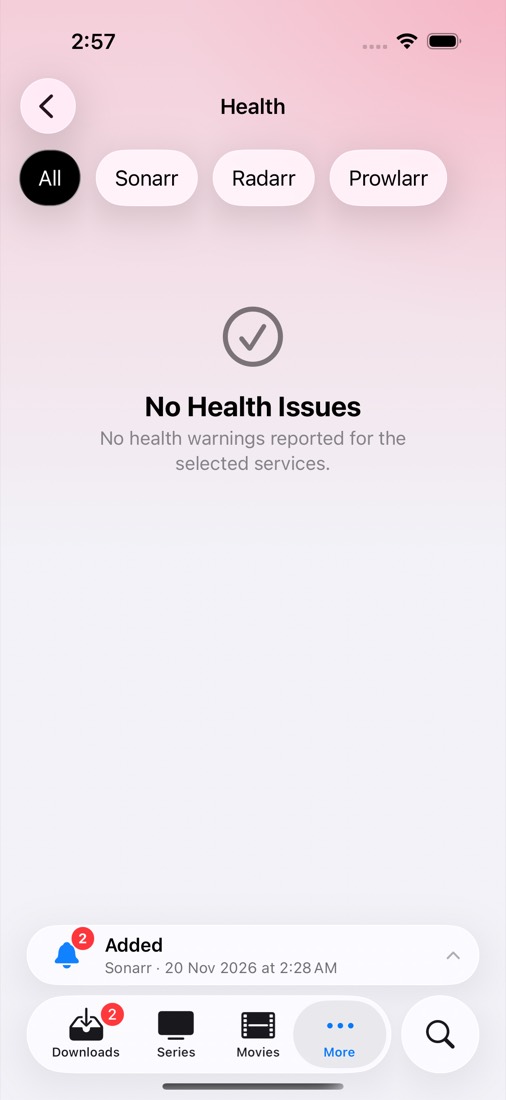 2:57
Health
All
Sonarr
Radarr
Prowlarr
No Health Issues
No health warnings reported for the
selected services.
2
Added
Sonarr · 20 Nov 2026 at 2:28 AM
2
Downloads
Series
Movies
More